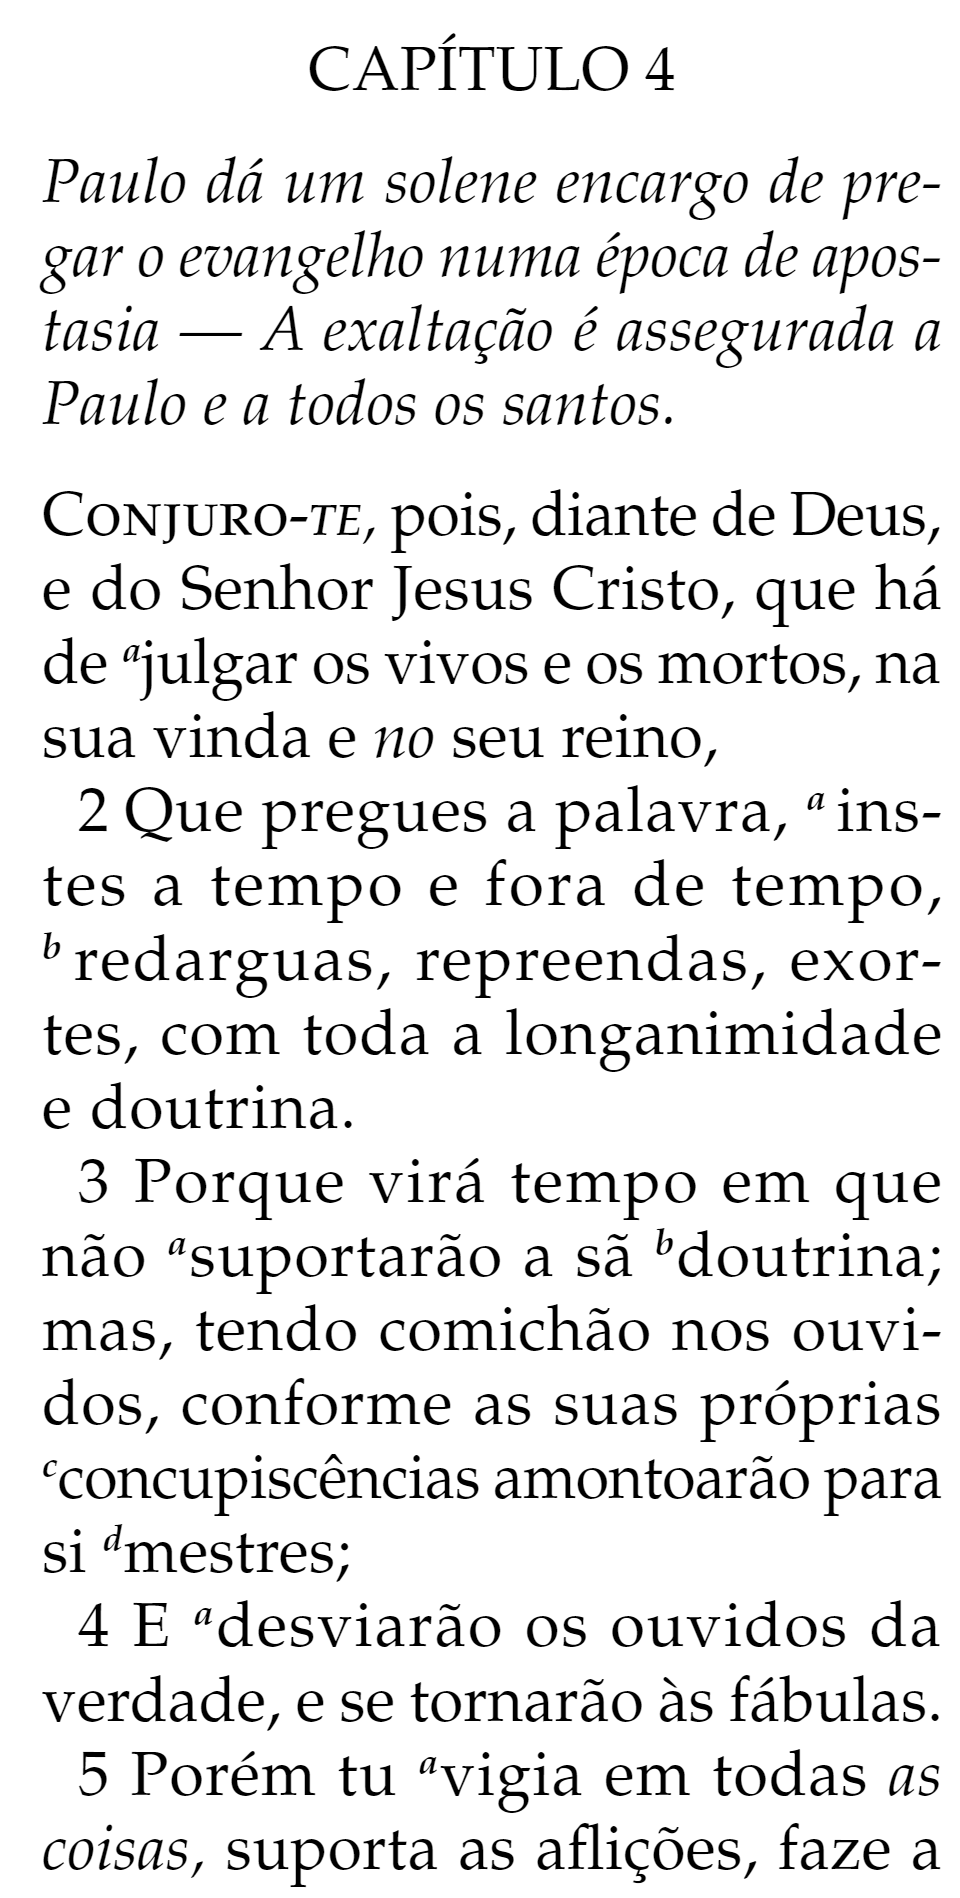 CAPÍTULO 4
Paulo dá um solene encargo de pre-
gar o evangelho numa época de apos-
tasia — A exaltação é assegurada a
Paulo e a todos os santos.
CONJURO-TE, pois, diante de Deus,
e do Senhor Jesus Cristo, que há
de ajulgar os vivos e os mortos, na
sua vinda e no seu reino,
2 Que pregues a palavra, a ins-
tes a tempo e fora de tempo,
b redarguas, repreendas, exor-
tes, com toda a longanimidade
e doutrina.
3 Porque virá tempo em que
não asuportarão a sã bdoutrina;
mas, tendo comichão nos ouvi-
dos, conforme as suas próprias
cconcupiscências amontoarão para
si dmestres;
4 E adesviarão os ouvidos da
verdade, e se tornarão às fábulas.
5 Porém tu avigia em todas as
coisas, suporta as aflições, faze a